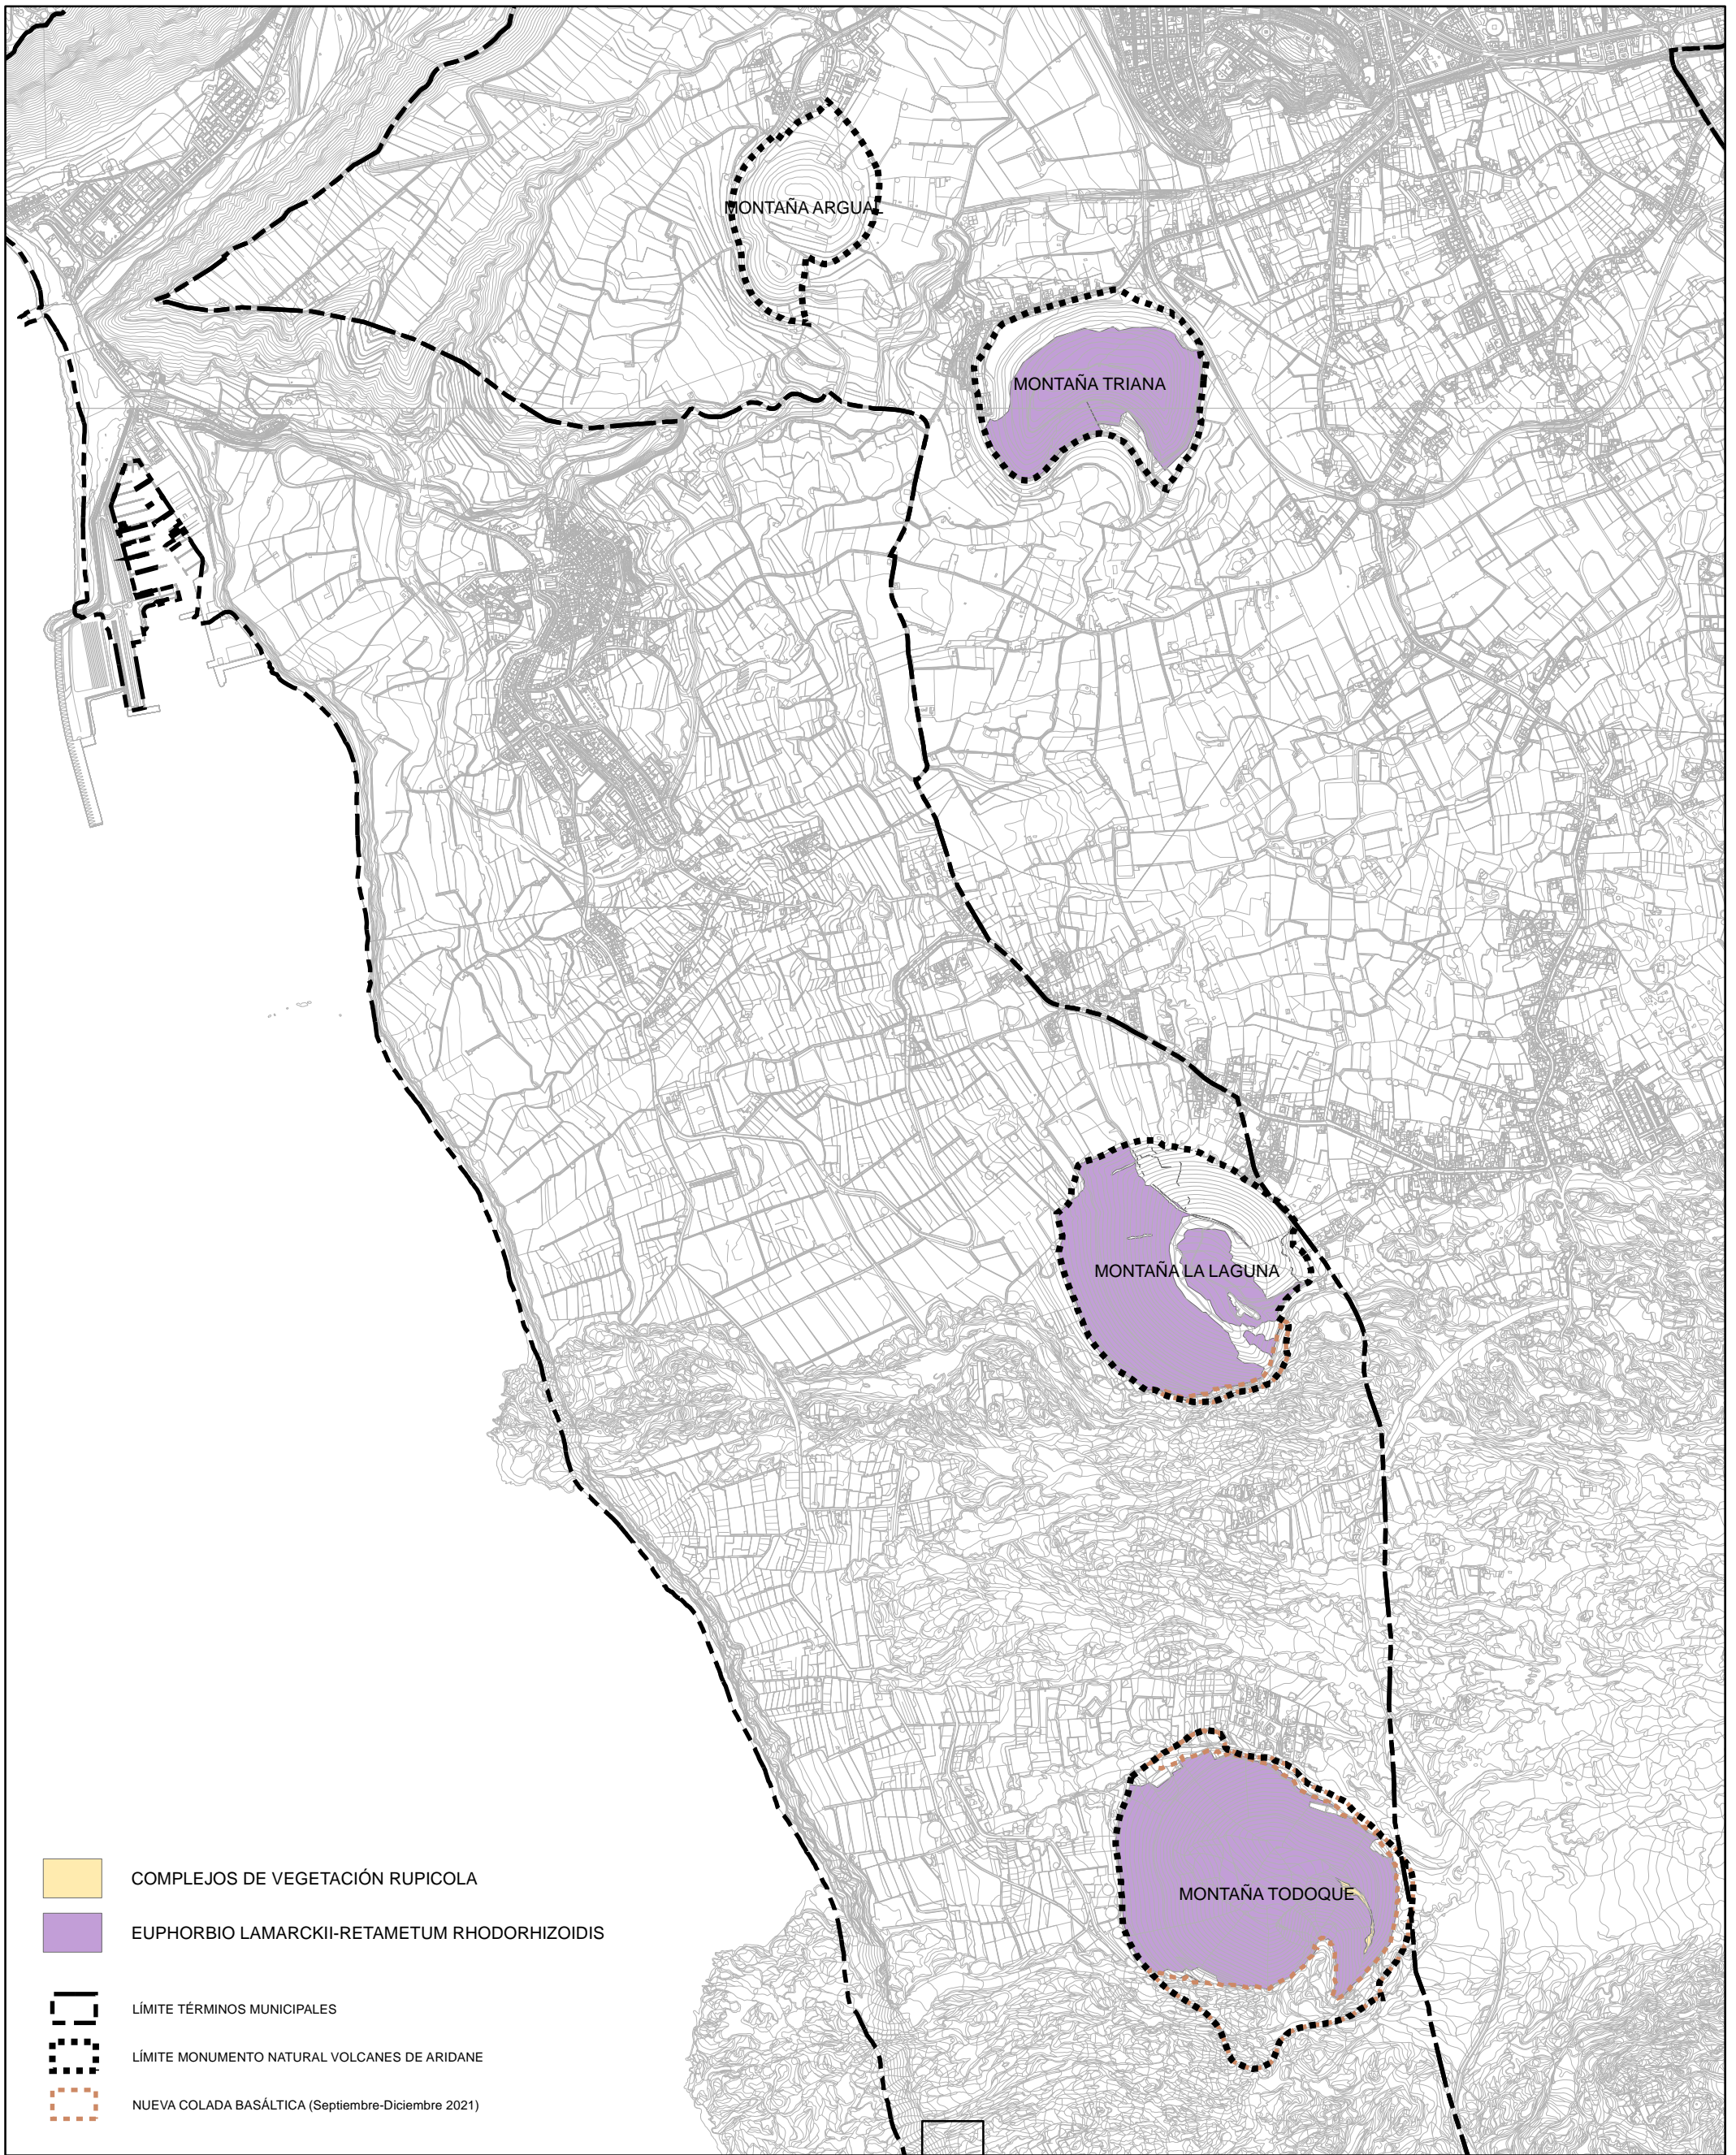 MONTAÑA ARGUAL
MONTAÑA TRIANA
MONTAÑA LA LAGUNA
MONTAÑA TODOQUE
COMPLEJOS DE VEGETACIÓN RUPICOLA
EUPHORBIO LAMARCKII-RETAMETUM RHODORHIZOIDIS
LÍMITE TÉRMINOS MUNICIPALES
LÍMITE MONUMENTO NATURAL VOLCANES DE ARIDANE
NUEVA COLADA BASÁLTICA (Septiembre-Diciembre 2021)